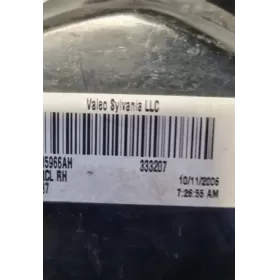 Valeo Sylvania LLC
5966AH 333207
CL RH 10/11/2006
7:26:55 AM